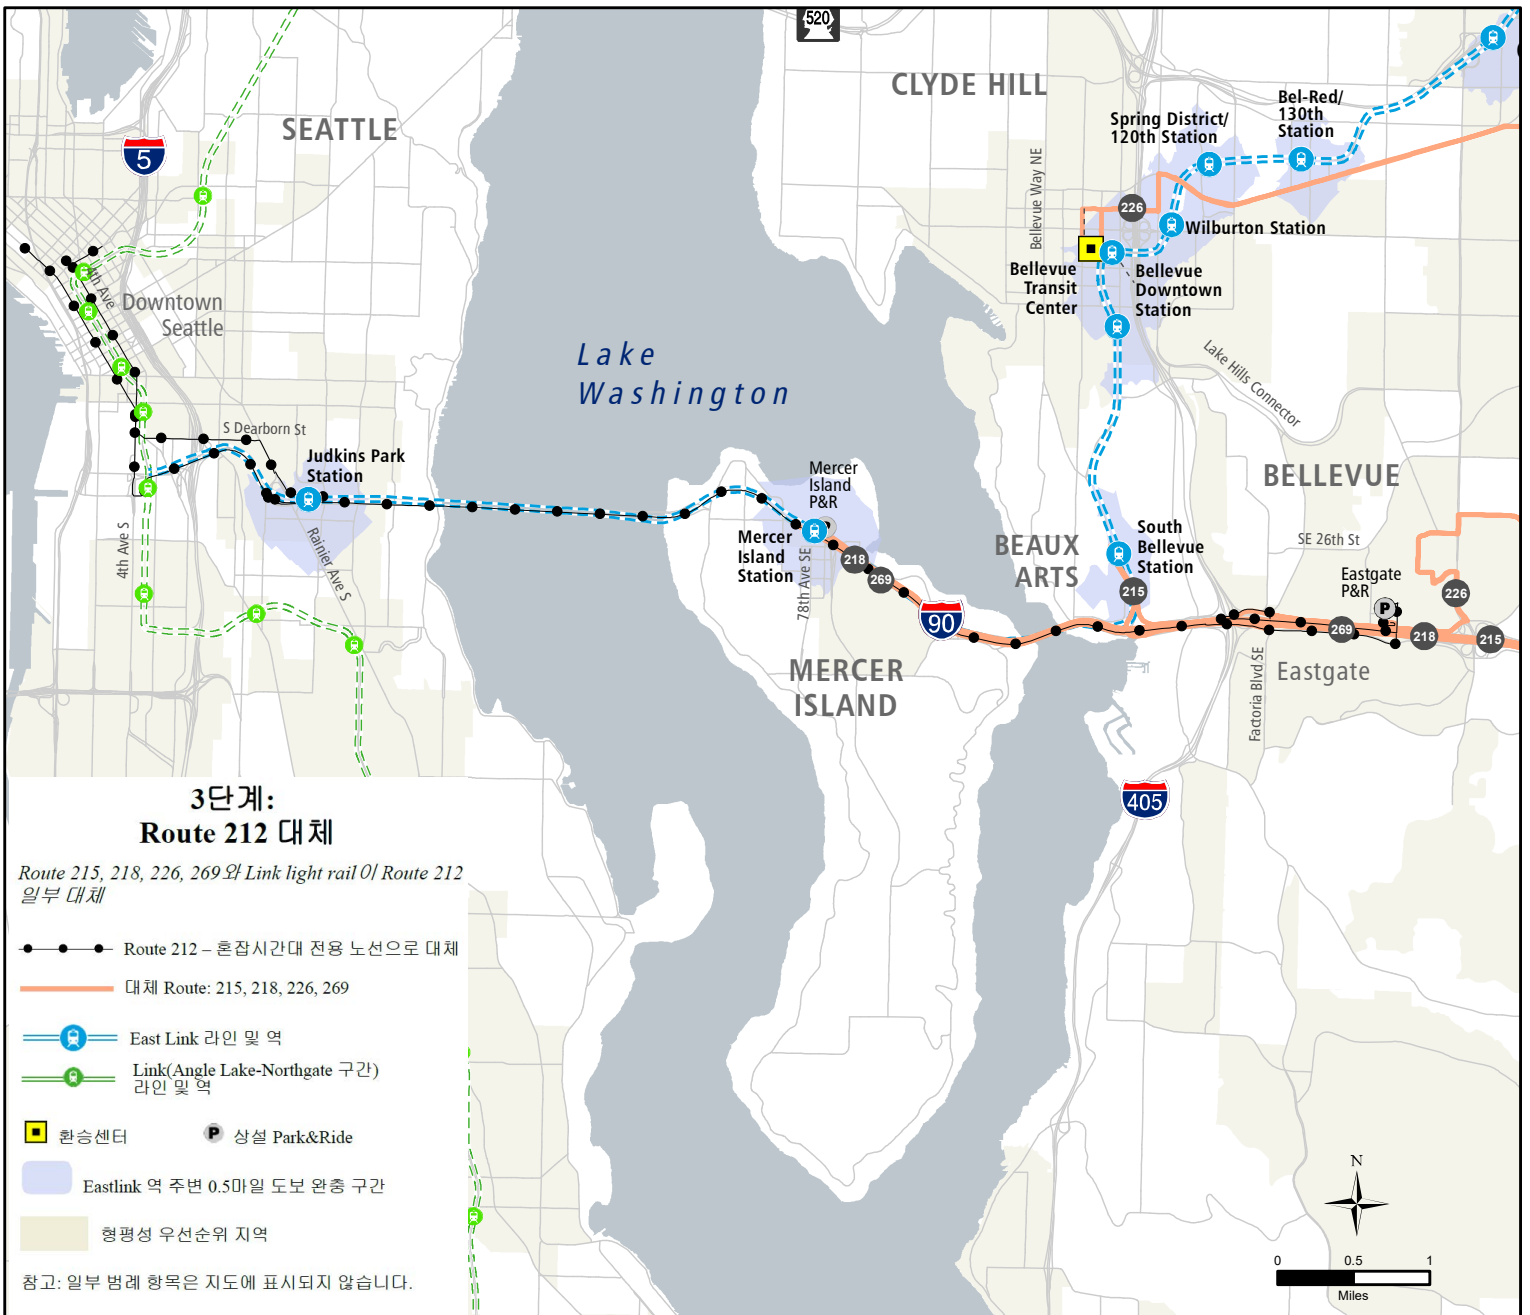 520
CLYDE HILL
SEATTLE
5
Spring District/
120th Station
Bel-Red/
130th
Station
Bellevue Way NE
226
Wilburton Station
Bellevue
Transit
Center
Bellevue
Downtown
Station
4th Ave
Downtown
Seattle
Lake
Washington
Lake Hills Connector
S Dearborn St
Judkins Park
Station
BELLEVUE
Mercer
Island
P&R
Mercer
Island
Station
78th Ave SE
218
269
4th Ave S
Rainier Ave S
BEAUX
ARTS
South
Bellevue
Station
SE 26th St
Eastgate
P&R
P
215
226
90
269
218
215
MERCER
ISLAND
Factoria Blvd SE
Eastgate
405
3단계:
Route 212 대체
Route 215, 218, 226, 269와 Link light rail이 Route 212
일부 대체
Route 212 – 혼잡시간대 전용 노선으로 대체
대체 Route: 215, 218, 226, 269
East Link 라인 및 역
Link(Angle Lake-Northgate 구간)
라인 및 역
환승센터
P 상설 Park&Ride
Eastlink 역 주변 0.5마일 도보 완충 구간
형평성 우선순위 지역
참고: 일부 범례 항목은 지도에 표시되지 않습니다.
N
0 0.5 1
Miles